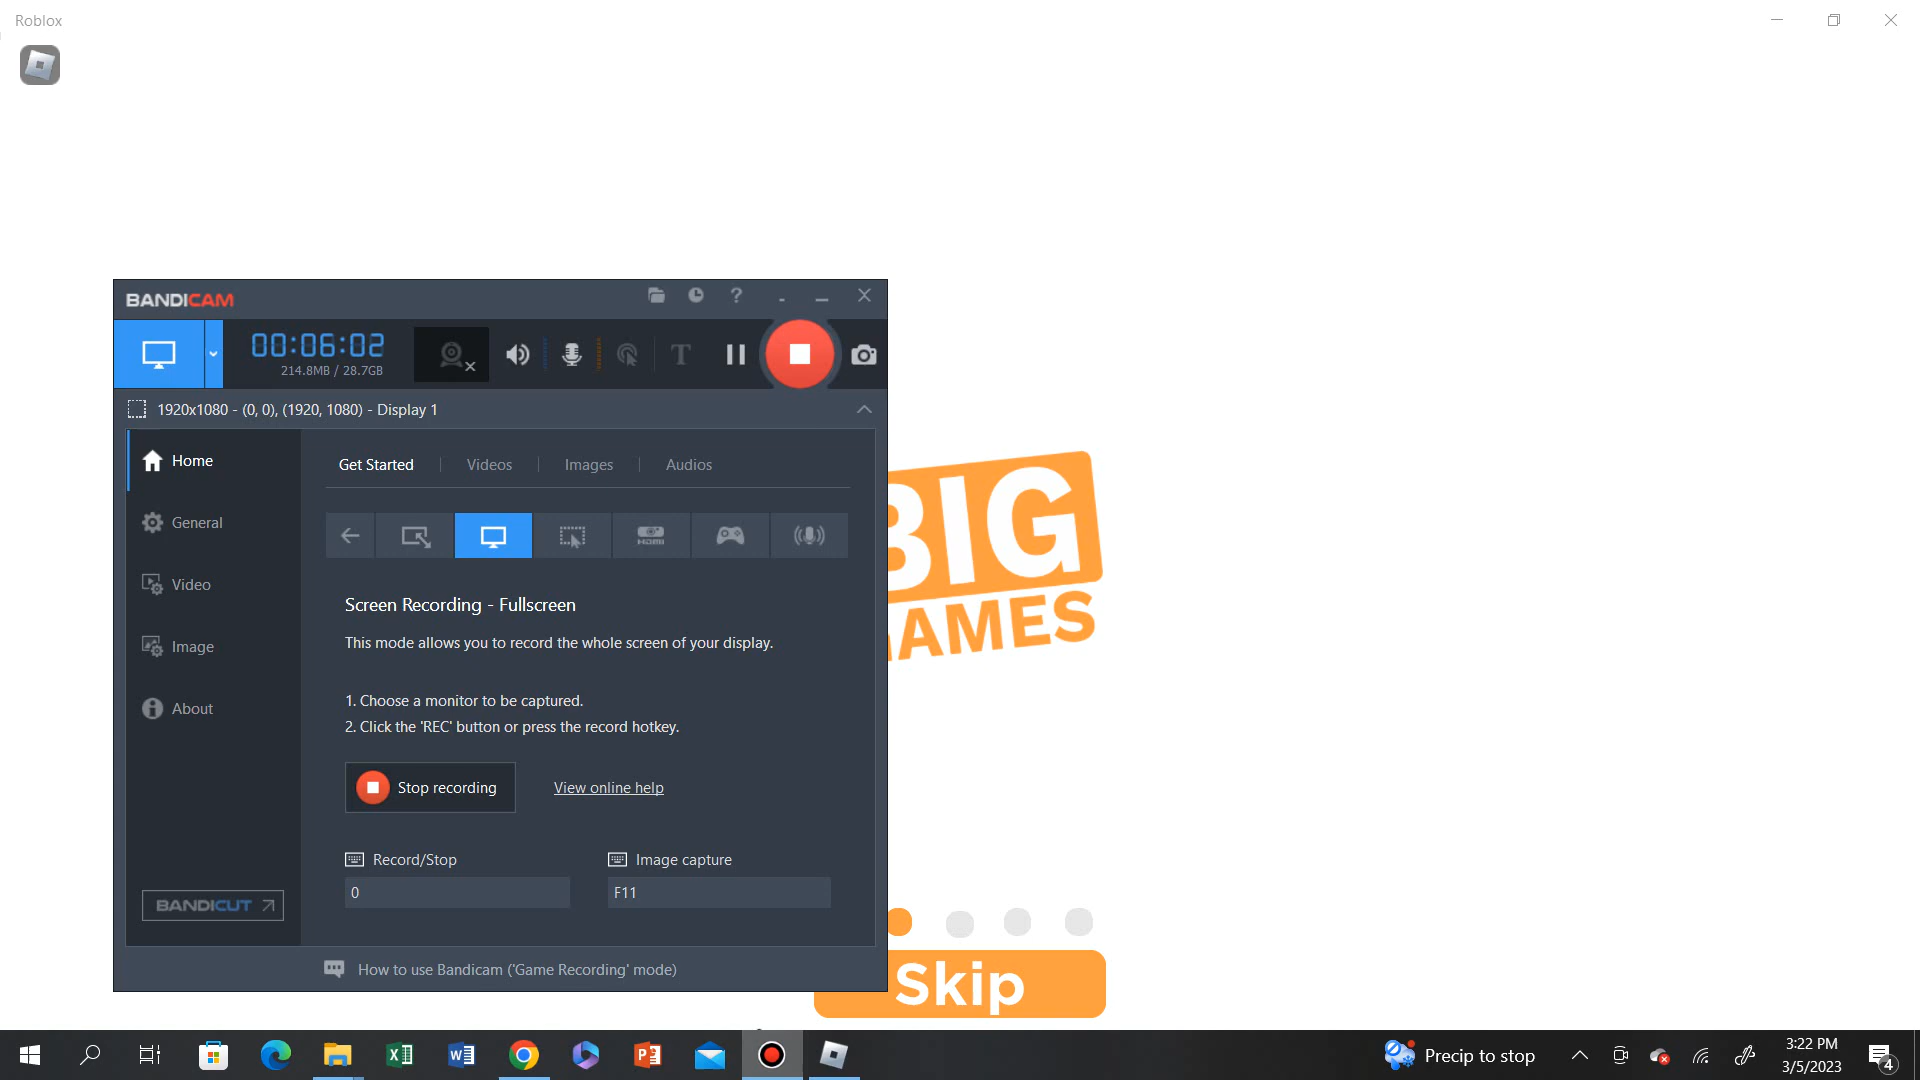 Roblox
BANDICAM
00:06:02
214.8MB / 28.7GB
T
1920x1080 - (0, 0), (1920, 1080) - Display 1
Home
General
Video
Image
About
BANDICUT
Get Started
Videos
Images
Audios
HDMI
Screen Recording - Fullscreen
This mode allows you to record the whole screen of your display.
1. Choose a monitor to be captured.
2. Click the 'REC' button or press the record hotkey.
Stop recording
View online help
Record/Stop
Image capture
0
F11
How to use Bandicam ('Game Recording' mode)
BIG
GAMES
Skip
Precip to stop
3:22 PM
3/5/2023
4